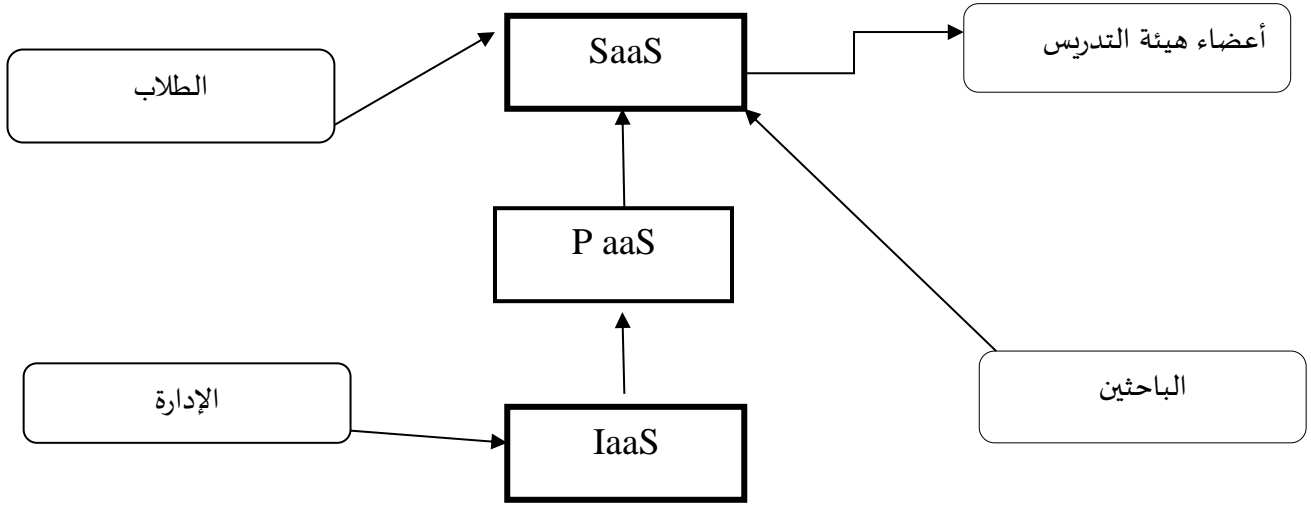 أعضاء هيئة التدريس
SaaS
الطلاب
P aaS
الباحثين
الإدارة
IaaS